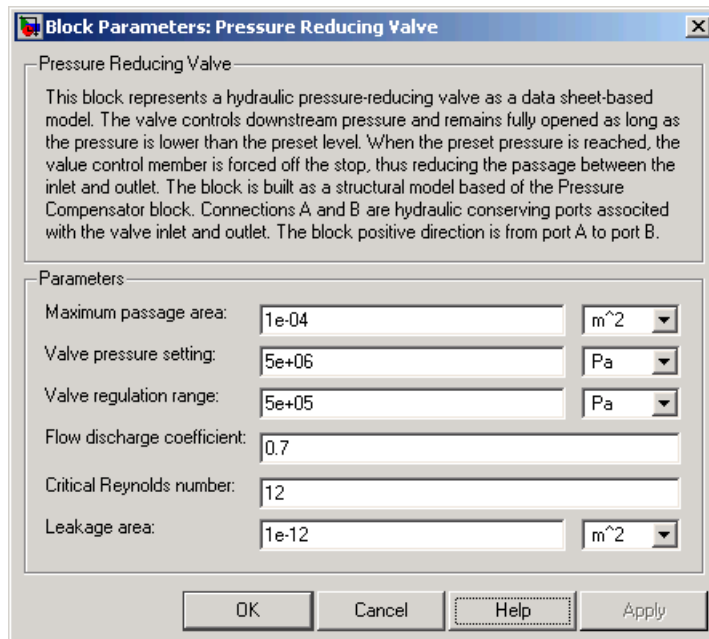 Block Parameters: Pressure Reducing Valve
Pressure Reducing Valve
This block represents a hydraulic pressure-reducing valve as a data sheet-based
model. The valve controls downstream pressure and remains fully opened as long as
the pressure is lower than the preset level. When the preset pressure is reached, the
value control member is forced off the stop, thus reducing the passage between the
inlet and outlet. The block is built as a structural model based of the Pressure
Compensator block. Connections A and B are hydraulic conserving ports associted
with the valve inlet and outlet. The block positive direction is from port A to port B.
Parameters
Maximum passage area: 1e-04 m^2
Valve pressure setting: 5e+06 Pa
Valve regulation range: 5e+05 Pa
Flow discharge coefficient: 0.7
Critical Reynolds number: 12
Leakage area: 1e-12 m^2
OK Cancel Help Apply